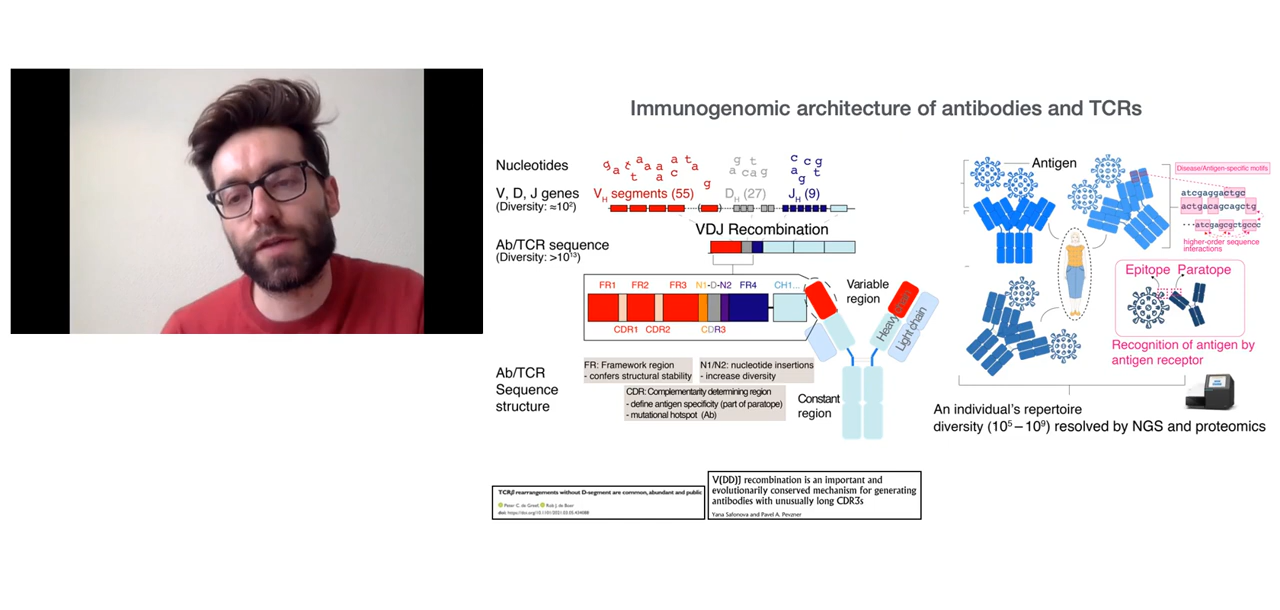 Immunogenomic architecture of antibodies and TCRs
Nucleotides
g a t t a a a a a c t a g
g t a c a g
c c g a g t
V, D, J genes
(Diversity: ≈10²)
V_H segments (55)
D_H (27)
J_H (9)
VDJ Recombination
Ab/TCR sequence
(Diversity: >10¹³)
FR1 FR2 FR3 N1-D-N2 FR4 CH1...
CDR1 CDR2 CDR3
Variable
region
Heavy chain
Light chain
Ab/TCR
Sequence
structure
FR: Framework region
- confers structural stability
N1/N2: nucleotide insertions
- increase diversity
CDR: Complementarity determining region
- define antigen specificity (part of paratope)
- mutational hotspot (Ab)
Constant
region
Antigen
Disease/Antigen-specific motifs
atcgaggactgc
actgacagcagctg
···atcgagcgctgccc
higher-order sequence
interactions
Epitope Paratope
Recognition of antigen by
antigen receptor
An individual's repertoire
diversity (10⁵ – 10⁹) resolved by NGS and proteomics
TCRβ rearrangements without D-segment are common, abundant and public
Peter C. de Greef, Rob J. de Boer
doi: https://doi.org/10.1101/2021.03.05.434088
V(DD)J recombination is an important and
evolutionarily conserved mechanism for generating
antibodies with unusually long CDR3s
Yana Safonova and Pavel A. Pevzner